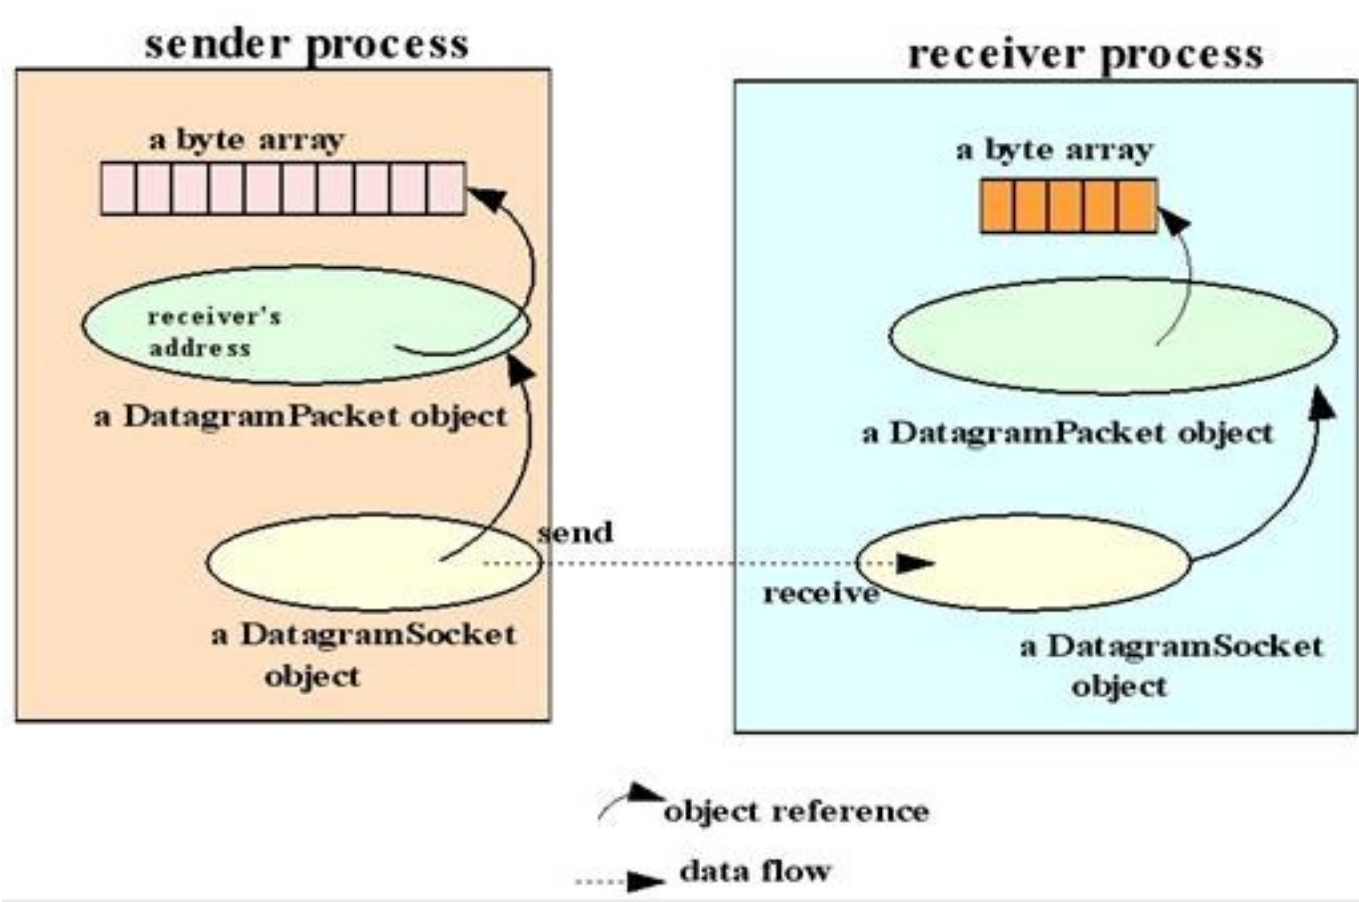 sender process
a byte array
receiver's
address
a DatagramPacket object
send
a DatagramSocket
object
receiver process
a byte array
a DatagramPacket object
receive
a DatagramSocket
object
object reference
data flow